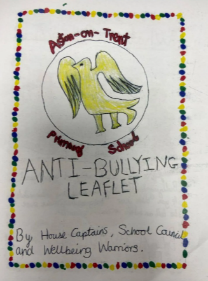 Aston-on-Trent
Primary School
ANTI-BULLYING
LEAFLET
By House Captains, School Council
and Wellbeing Warriors.